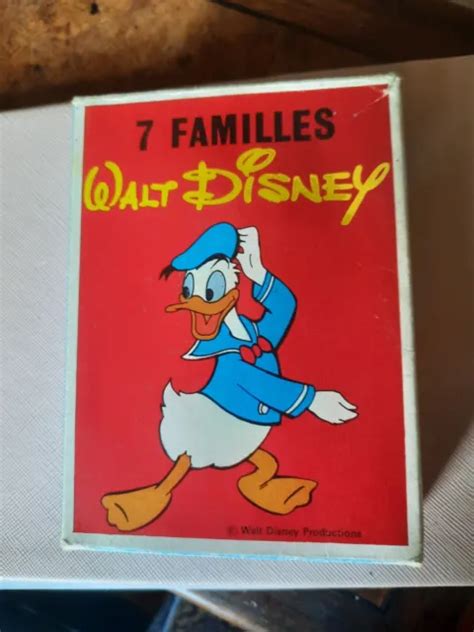 7 FAMILLES
WALT DISNEY
© Walt Disney Productions